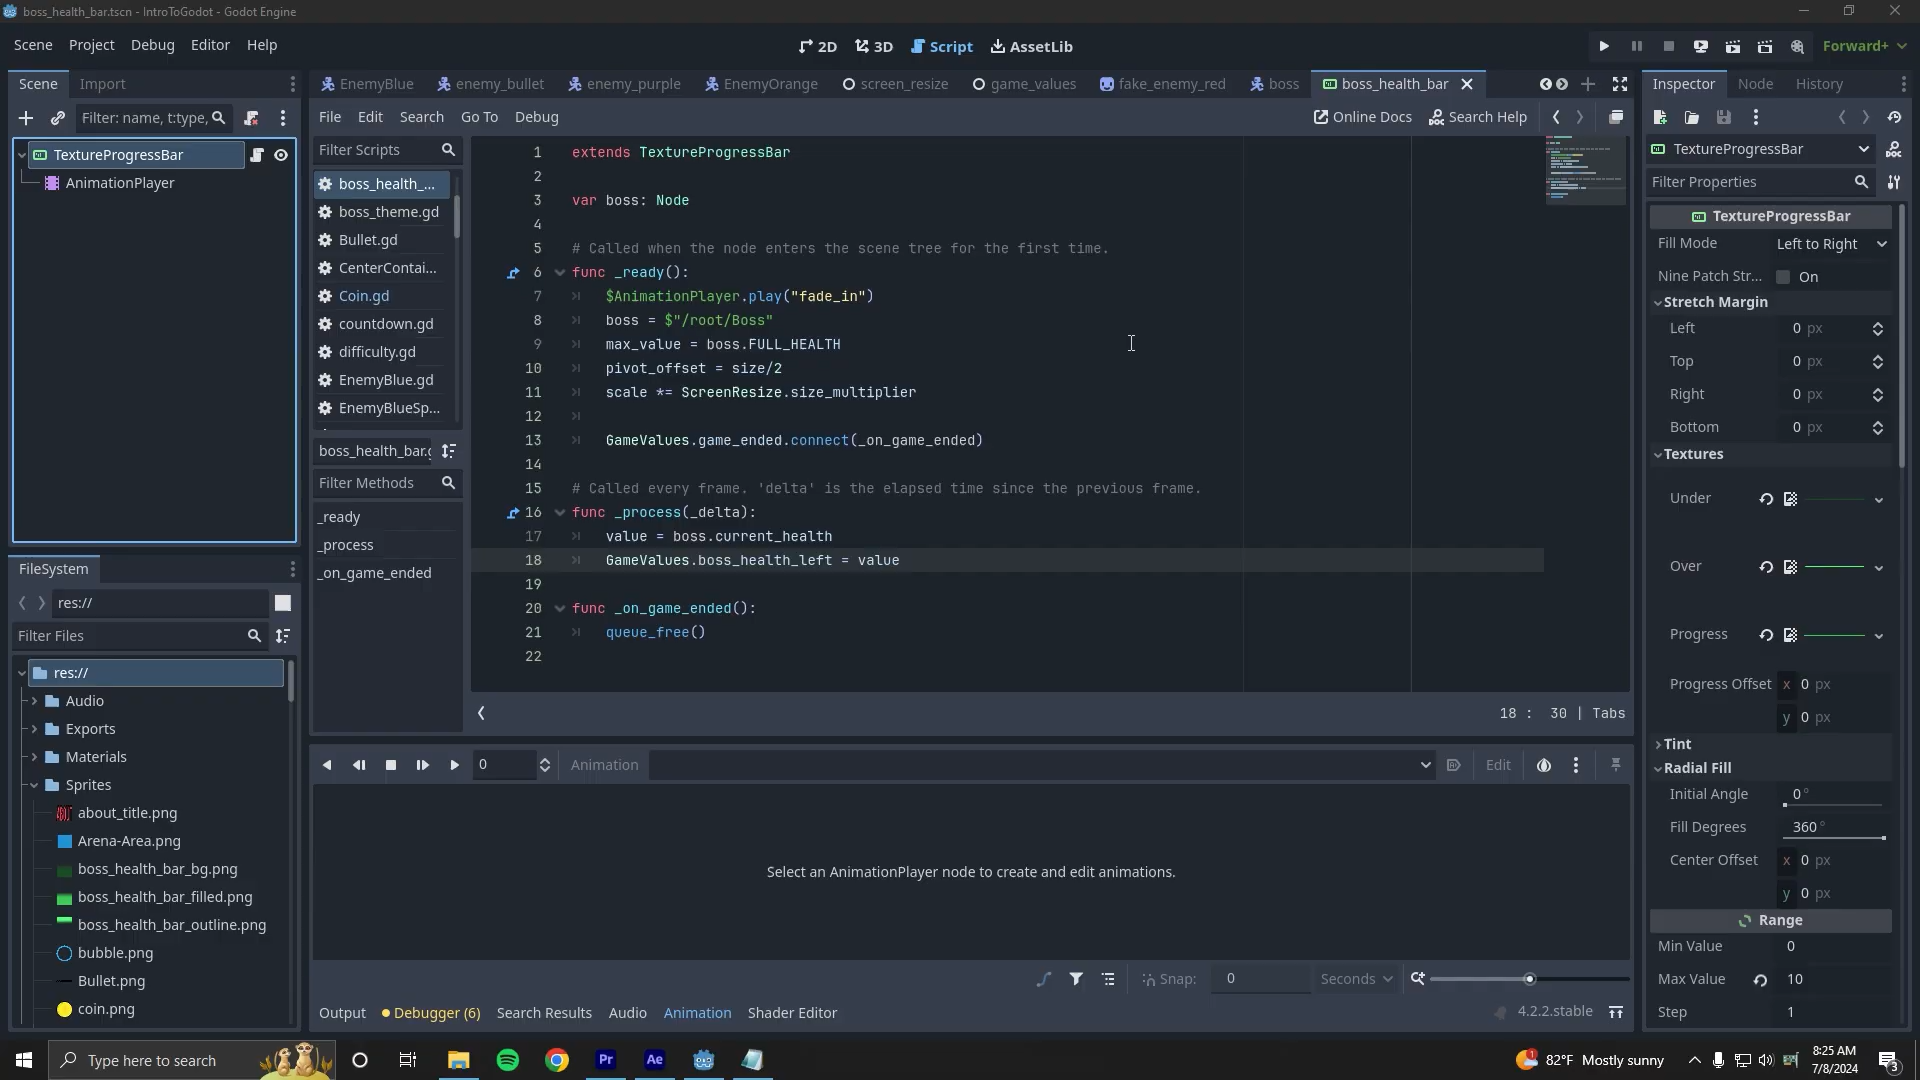 boss_health_bar.tscn - IntroToGodot - Godot Engine
Scene Project Debug Editor Help
2D 3D Script AssetLib
Forward+
Scene Import
Filter: name, t:type,
TextureProgressBar
AnimationPlayer
FileSystem
res://
Filter Files
res://
Audio
Exports
Materials
Sprites
about_title.png
Arena-Area.png
boss_health_bar_bg.png
boss_health_bar_filled.png
boss_health_bar_outline.png
bubble.png
Bullet.png
coin.png
EnemyBlue enemy_bullet enemy_purple EnemyOrange screen_resize game_values fake_enemy_red boss boss_health_bar
File Edit Search Go To Debug
Online Docs Search Help
Filter Scripts
boss_health_...
boss_theme.gd
Bullet.gd
CenterContai...
Coin.gd
countdown.gd
difficulty.gd
EnemyBlue.gd
EnemyBlueSp...
boss_health_bar.g
Filter Methods
_ready
_process
_on_game_ended
1 extends TextureProgressBar
2
3 var boss: Node
4
5 # Called when the node enters the scene tree for the first time.
6 func _ready():
7 $AnimationPlayer.play("fade_in")
8 boss = $"/root/Boss"
9 max_value = boss.FULL_HEALTH
10 pivot_offset = size/2
11 scale *= ScreenResize.size_multiplier
12
13 GameValues.game_ended.connect(_on_game_ended)
14
15 # Called every frame. 'delta' is the elapsed time since the previous frame.
16 func _process(_delta):
17 value = boss.current_health
18 GameValues.boss_health_left = value
19
20 func _on_game_ended():
21 queue_free()
22
18 : 30 | Tabs
0 Animation Edit
Select an AnimationPlayer node to create and edit animations.
Snap: 0 Seconds
Output Debugger (6) Search Results Audio Animation Shader Editor
4.2.2.stable
Inspector Node History
TextureProgressBar
Filter Properties
TextureProgressBar
Fill Mode Left to Right
Nine Patch Str... On
Stretch Margin
Left 0 px
Top 0 px
Right 0 px
Bottom 0 px
Textures
Under
Over
Progress
Progress Offset x 0 px
y 0 px
Tint
Radial Fill
Initial Angle 0 °
Fill Degrees 360 °
Center Offset x 0 px
y 0 px
Range
Min Value 0
Max Value 10
Step 1
Type here to search
Pr Ae
82°F Mostly sunny
8:25 AM
7/8/2024
3